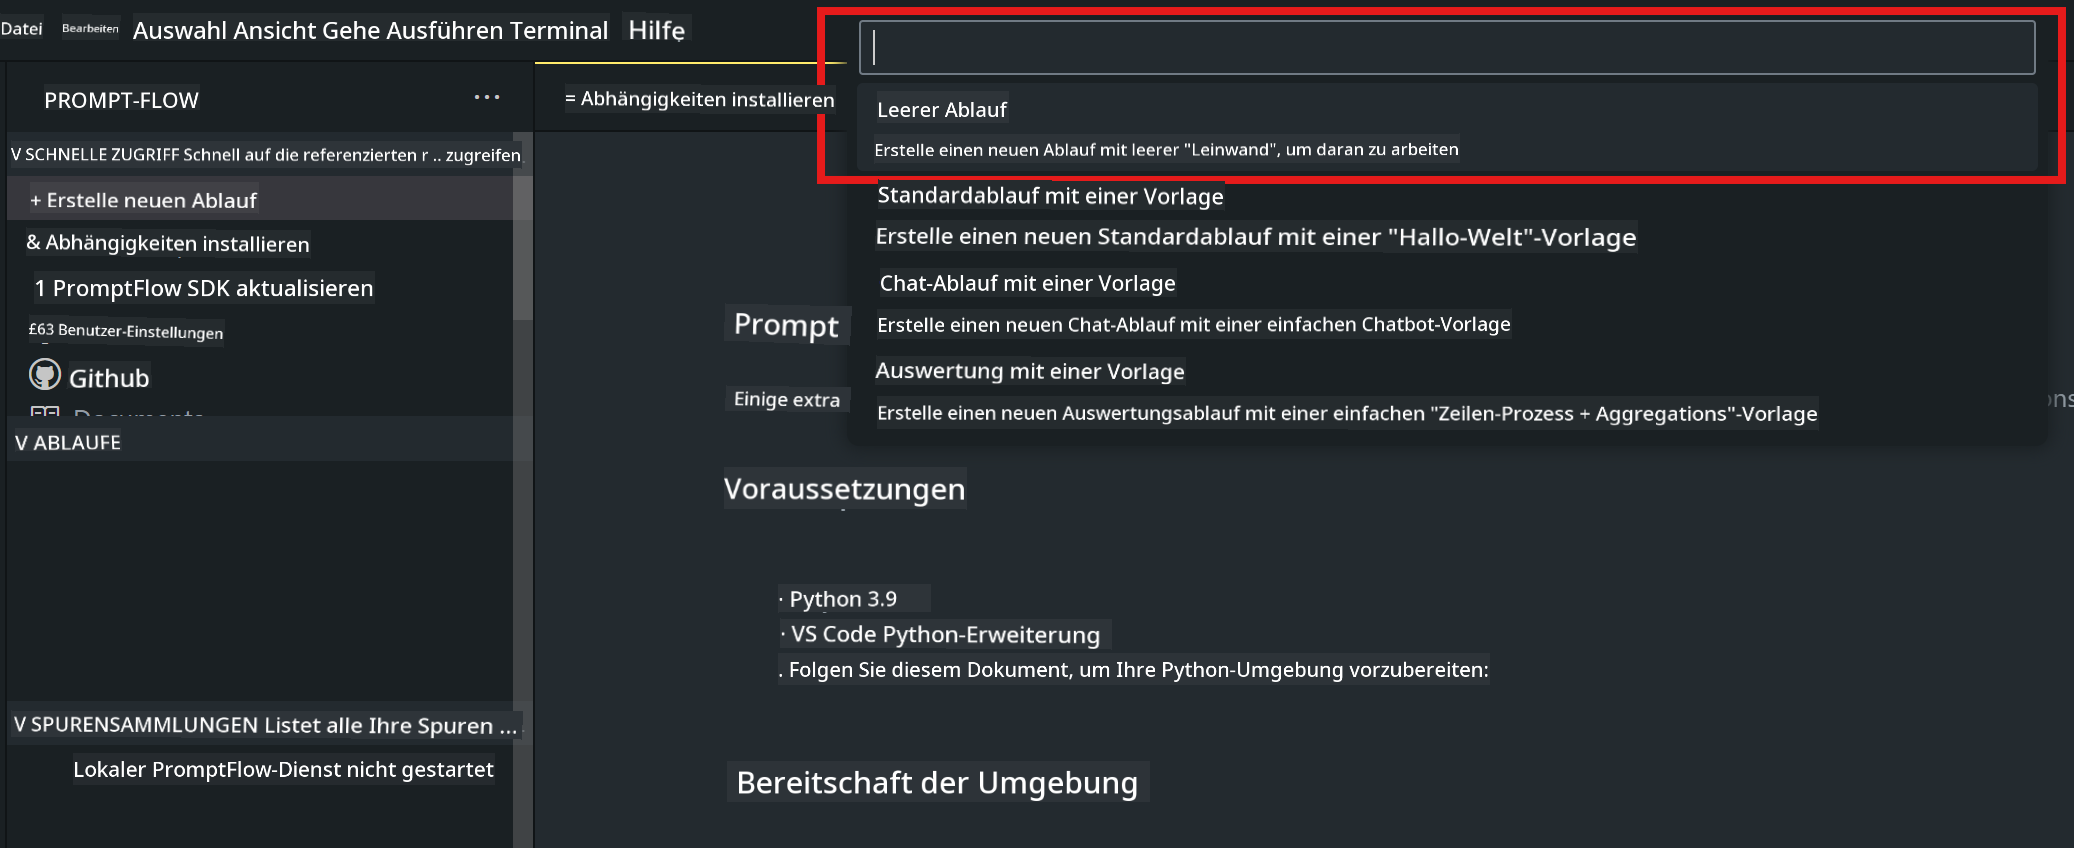 Datei Bearbeiten Auswahl Ansicht Gehe Ausführen Terminal Hilfe
PROMPT-FLOW ...
V SCHNELLE ZUGRIFF Schnell auf die referenzierten r .. zugreifen
+ Erstelle neuen Ablauf
& Abhängigkeiten installieren
1 PromptFlow SDK aktualisieren
£63 Benutzer-Einstellungen
Github
V ABLAUFE
V SPURENSAMMLUNGEN Listet alle Ihre Spuren ...
Lokaler PromptFlow-Dienst nicht gestartet
= Abhängigkeiten installieren
Leerer Ablauf
Erstelle einen neuen Ablauf mit leerer "Leinwand", um daran zu arbeiten
Standardablauf mit einer Vorlage
Erstelle einen neuen Standardablauf mit einer "Hallo-Welt"-Vorlage
Chat-Ablauf mit einer Vorlage
Erstelle einen neuen Chat-Ablauf mit einer einfachen Chatbot-Vorlage
Auswertung mit einer Vorlage
Erstelle einen neuen Auswertungsablauf mit einer einfachen "Zeilen-Prozess + Aggregations"-Vorlage
Prompt
Einige extra
Voraussetzungen
· Python 3.9
· VS Code Python-Erweiterung
. Folgen Sie diesem Dokument, um Ihre Python-Umgebung vorzubereiten:
Bereitschaft der Umgebung